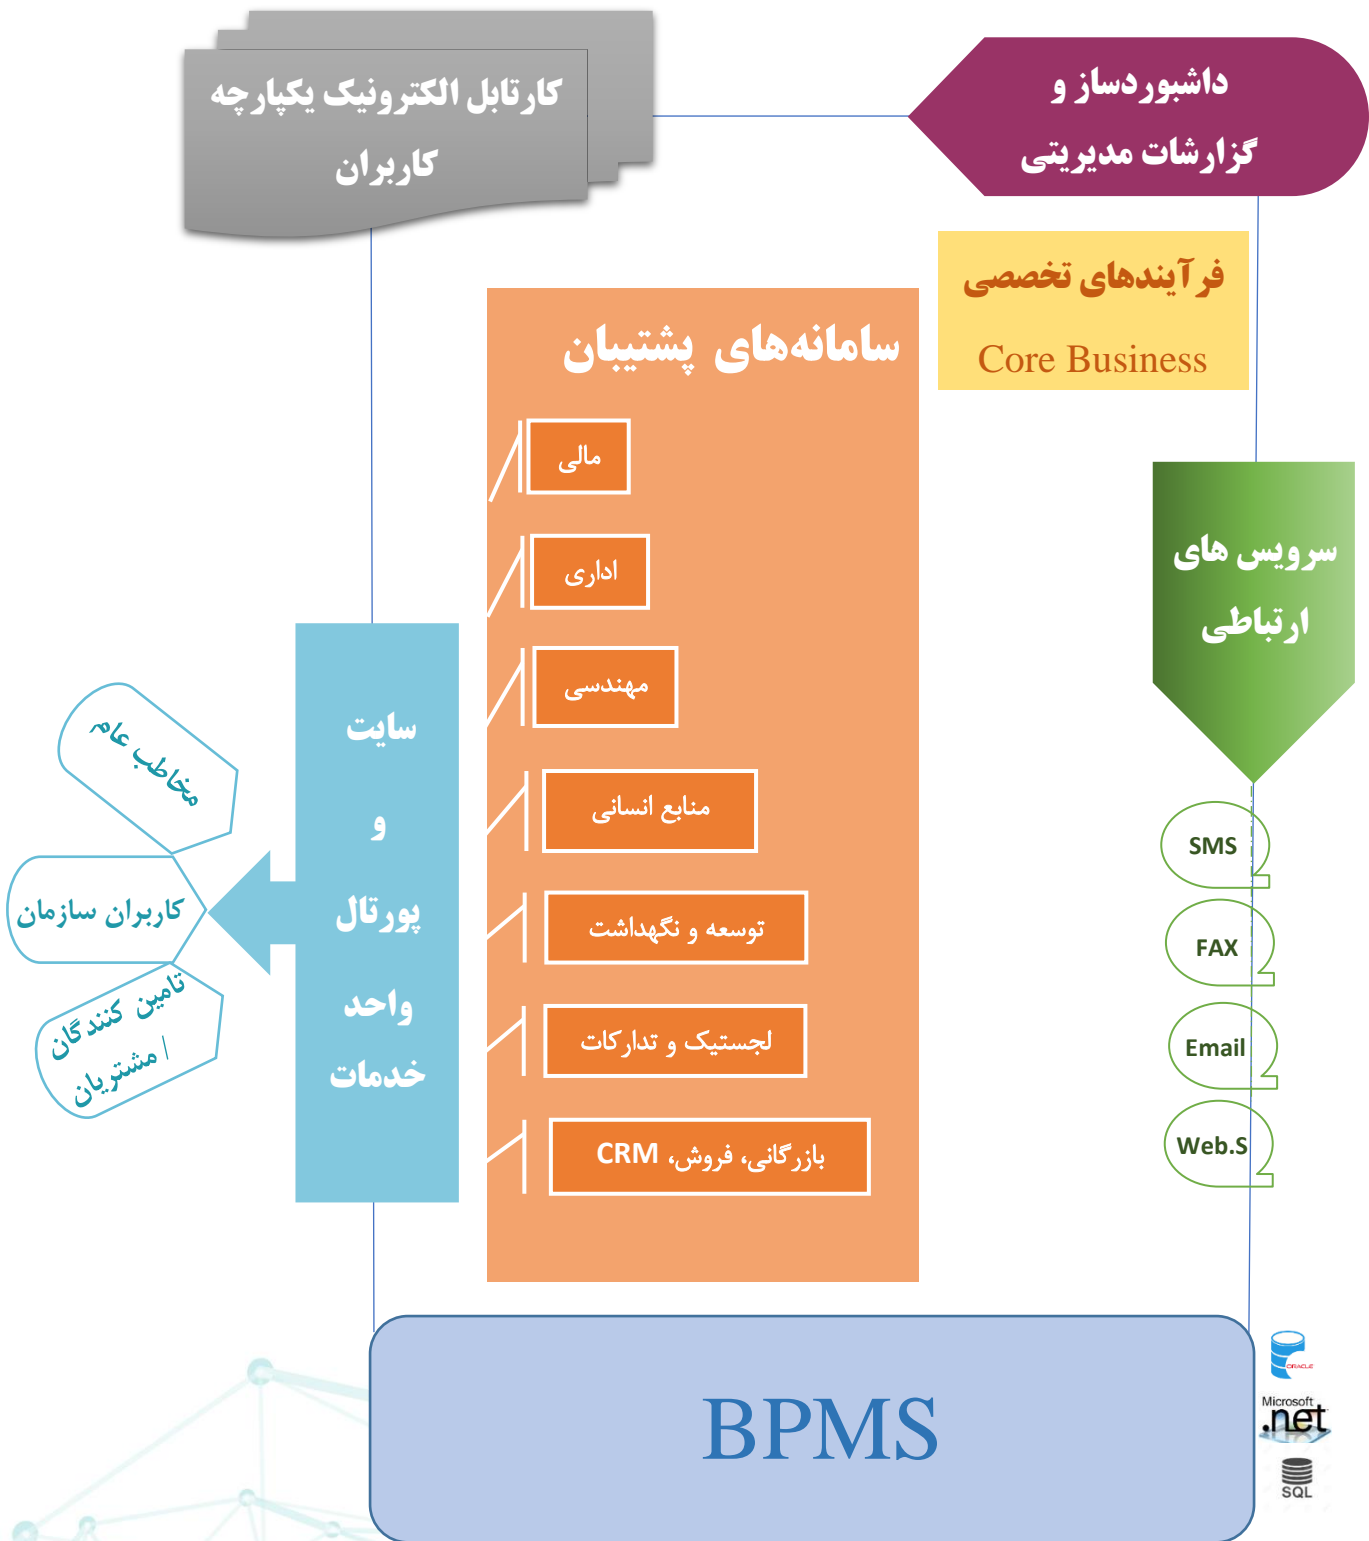 داشبوردساز و
گزارشات مدیریتی
کارتابل الکترونیک یکپارچه
کاربران
فرآیندهای تخصصی
Core Business
سامانه‌های پشتیبان
مالی
اداری
مهندسی
منابع انسانی
توسعه و نگهداشت
لجستیک و تدارکات
بازرگانی، فروش، CRM
سرویس های
ارتباطی
SMS
FAX
Email
Web.S
سایت
و
پورتال
واحد
خدمات
مخاطب عام
کاربران سازمان
تامین کنندگان
/ مشتریان
BPMS
ORACLE
Microsoft
.net
SQL